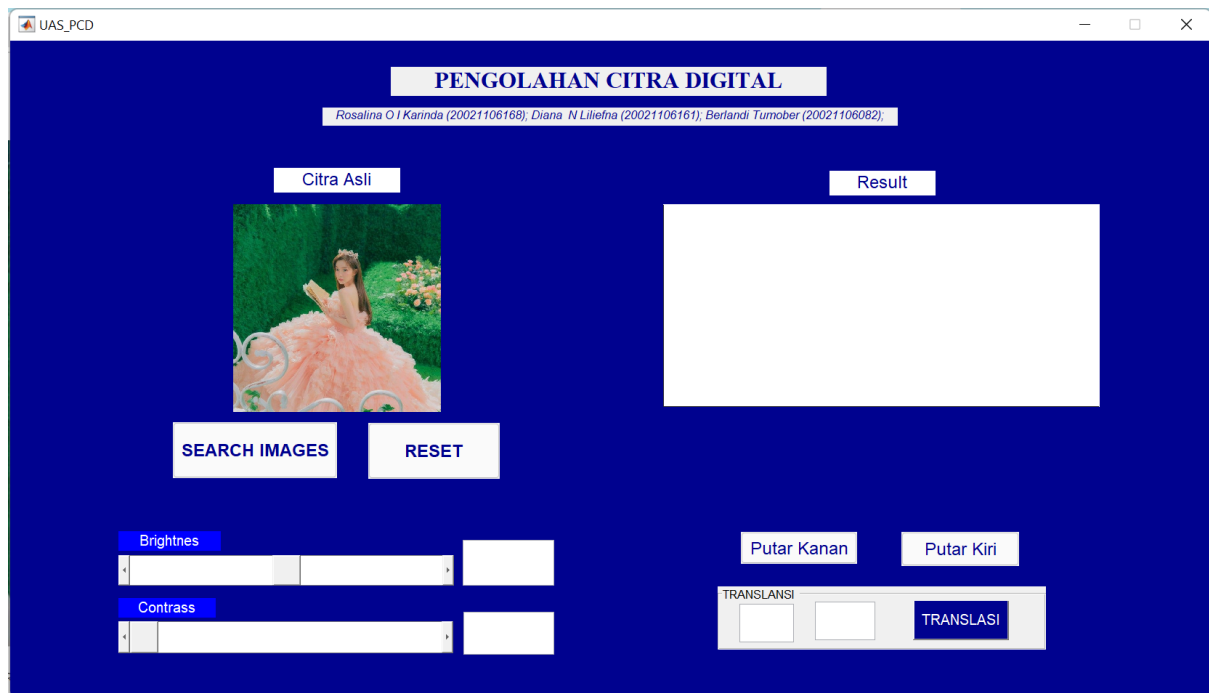 UAS_PCD
PENGOLAHAN CITRA DIGITAL
Rosalina O I Karinda (20021106168); Diana N Liliefna (20021106161); Berlandi Tumober (20021106082);
Citra Asli
Result
SEARCH IMAGES
RESET
Brightnes
Contrass
Putar Kanan
Putar Kiri
TRANSLANSI
TRANSLASI